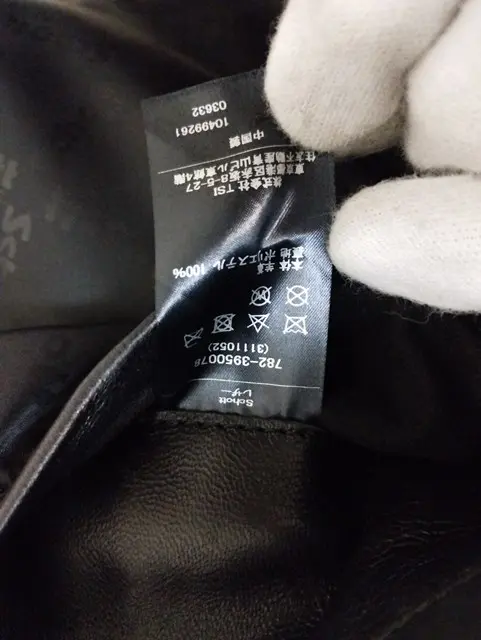 Schott
レザー
782-3950078
(3111052)
本体 羊革
裏地 ポリエステル 100%
株式会社 TSI
東京都港区赤坂8-5-27
住友不動産青山ビル東館4階
中国製
10499261
03632